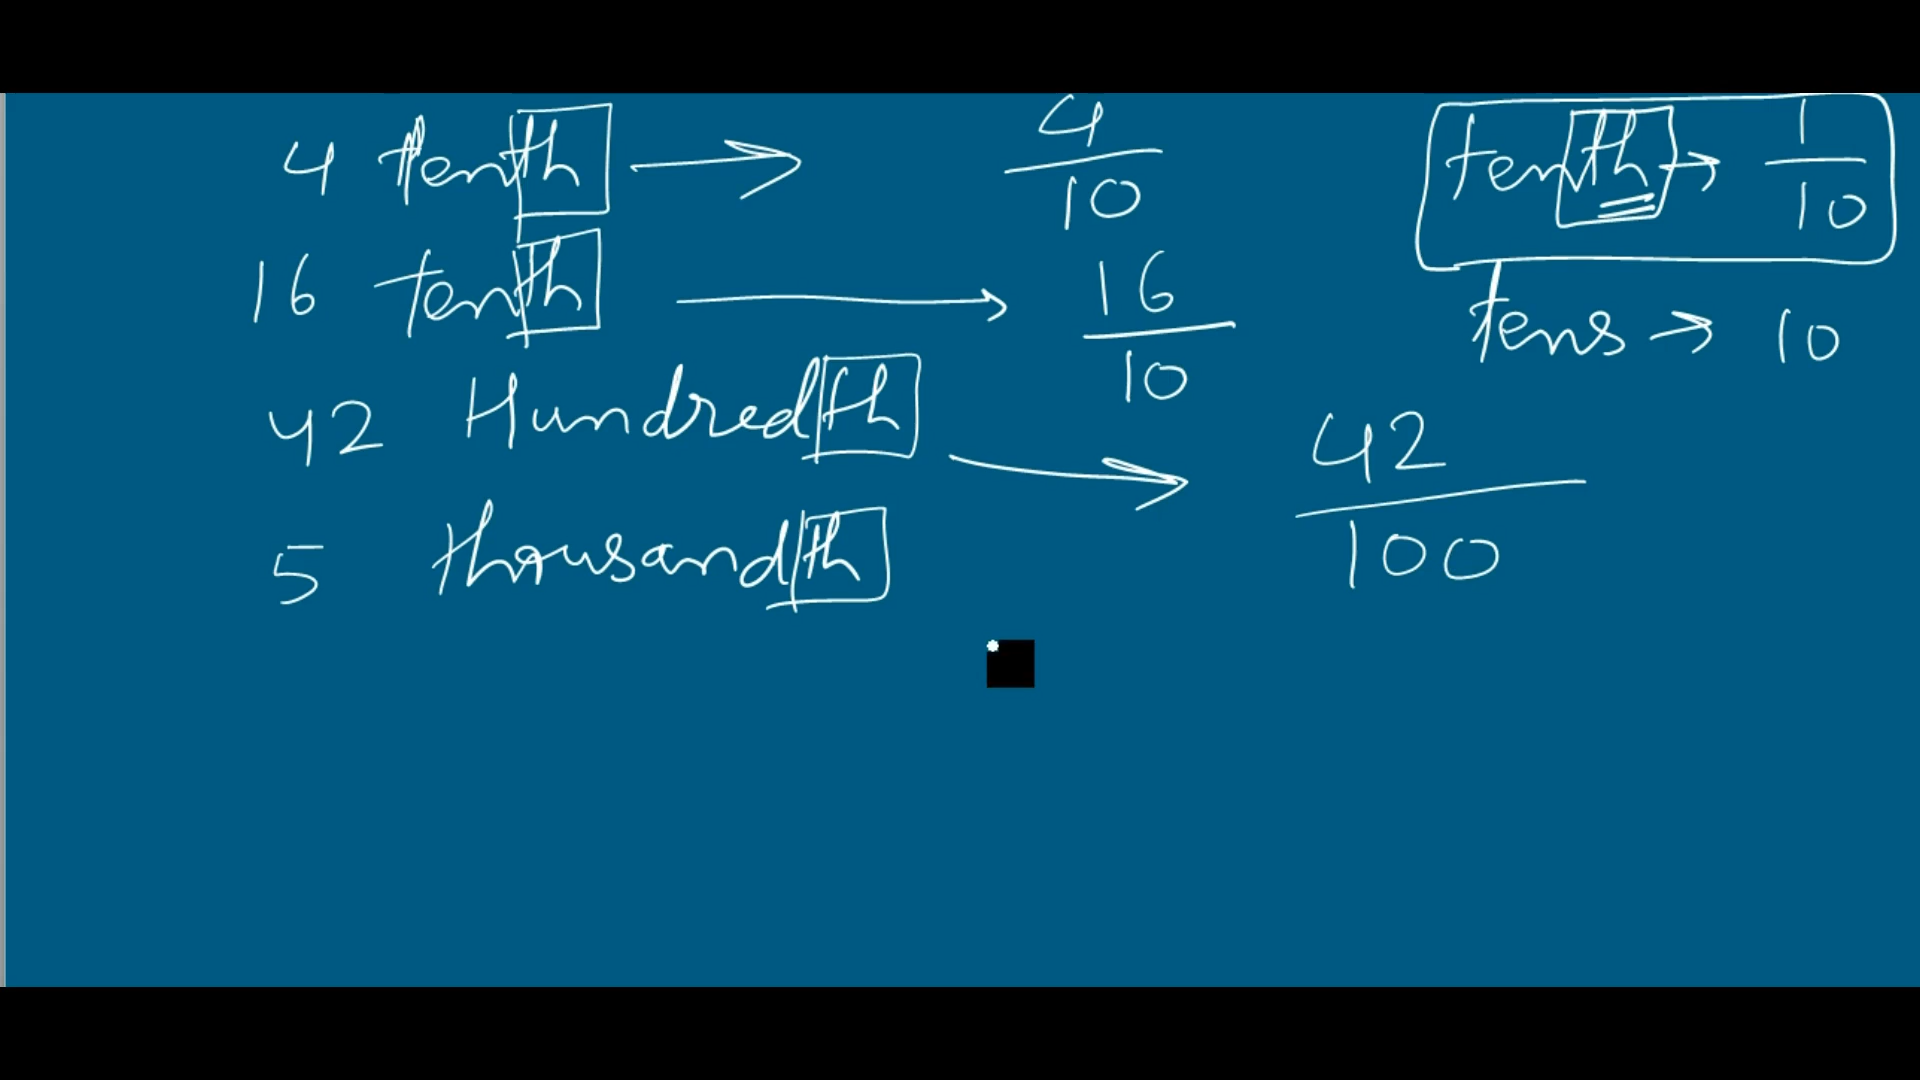 4 tenth → 4/10
tenth → 1/10
16 tenth → 16/10
tens → 10
42 Hundredth → 42/100
5 thousandth